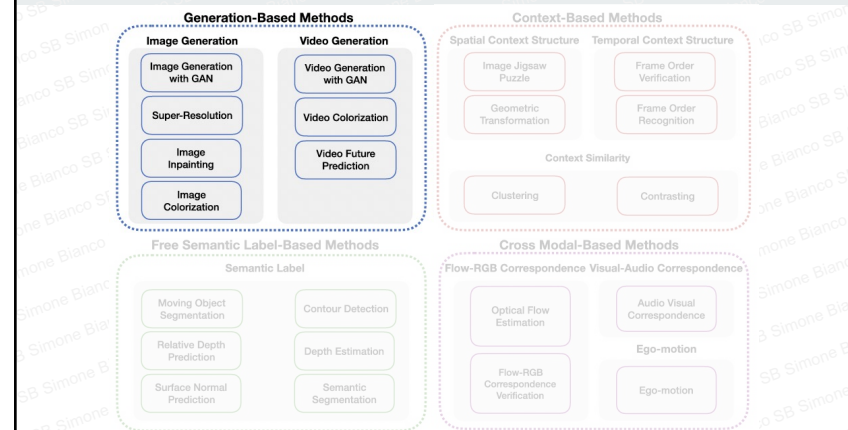 Generation-Based Methods
Image Generation
Video Generation
Image Generation
with GAN
Super-Resolution
Image
Inpainting
Image
Colorization
Video Generation
with GAN
Video Colorization
Video Future
Prediction
Context-Based Methods
Spatial Context Structure
Temporal Context Structure
Image Jigsaw
Puzzle
Geometric
Transformation
Frame Order
Verification
Frame Order
Recognition
Context Similarity
Clustering
Contrasting
Free Semantic Label-Based Methods
Semantic Label
Moving Object
Segmentation
Contour Detection
Relative Depth
Prediction
Depth Estimation
Surface Normal
Prediction
Semantic
Segmentation
Cross Modal-Based Methods
Flow-RGB Correspondence
Visual-Audio Correspondence
Optical Flow
Estimation
Flow-RGB
Correspondence
Verification
Audio Visual
Correspondence
Ego-motion
Ego-motion